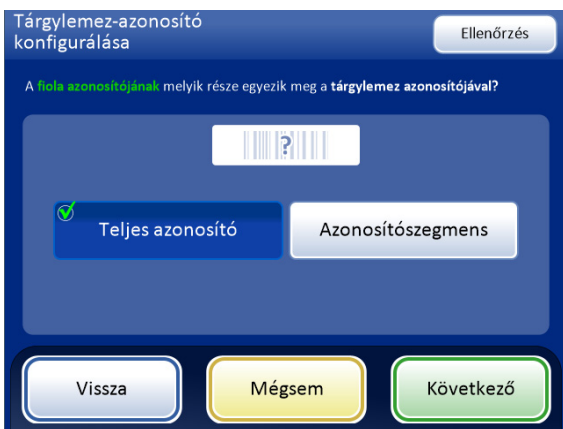 Tárgylemez-azonosító
konfigurálása
Ellenőrzés
A fiola azonosítójának melyik része egyezik meg a tárgylemez azonosítójával?
?
Teljes azonosító
Azonosítószegmens
Vissza
Mégsem
Következő